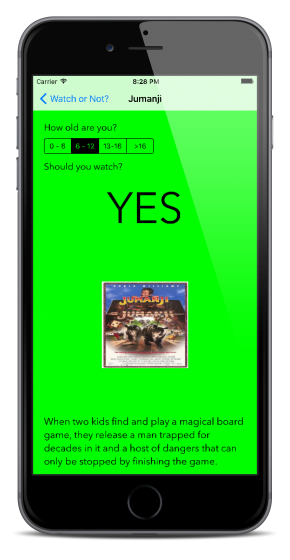 Carrier 8:28 PM
Watch or Not? Jumanji
How old are you?
0 - 6 6 - 12 13-16 >16
Should you watch?
YES
ROBIN WILLIAMS
JUMANJI
JUMANJI
When two kids find and play a magical board
game, they release a man trapped for
decades in it and a host of dangers that can
only be stopped by finishing the game.